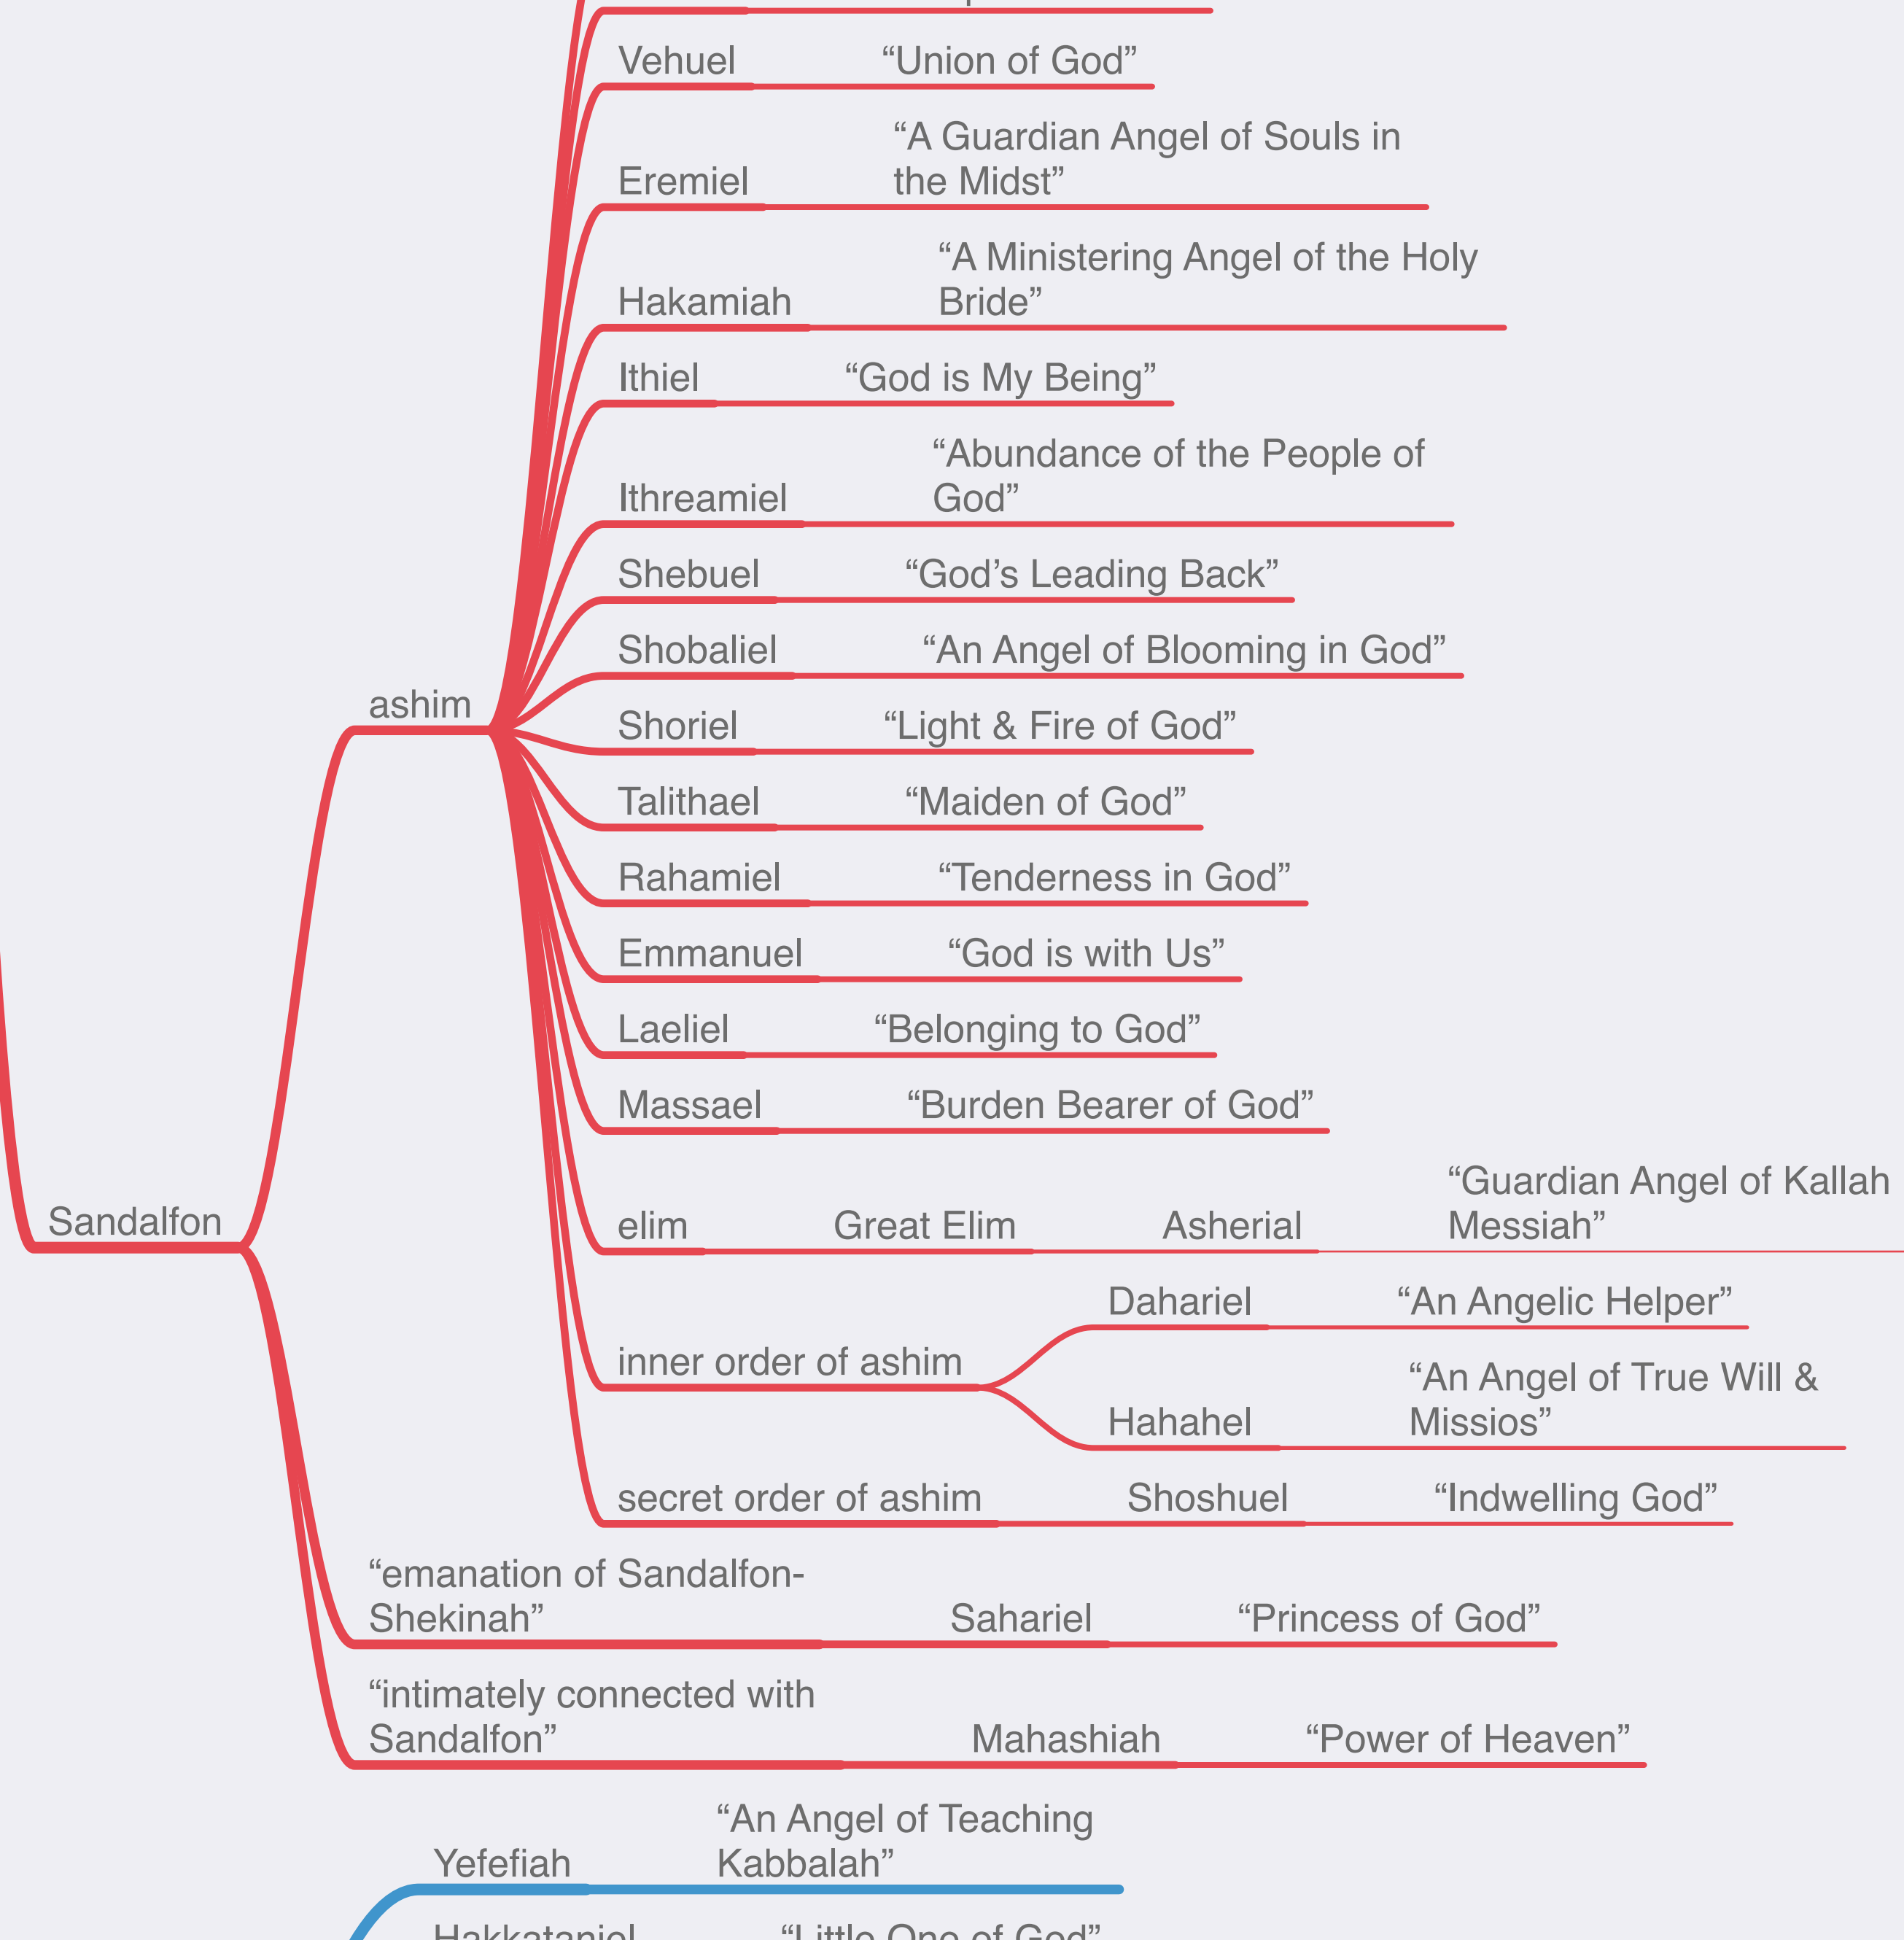 Vehuel “Union of God”
“A Guardian Angel of Souls in
Eremiel the Midst”
“A Ministering Angel of the Holy
Hakamiah Bride”
Ithiel “God is My Being”
“Abundance of the People of
Ithreamiel God”
Shebuel “God’s Leading Back”
Shobaliel “An Angel of Blooming in God”
ashim
Shoriel “Light & Fire of God”
Talithael “Maiden of God”
Rahamiel “Tenderness in God”
Emmanuel “God is with Us”
Laeliel “Belonging to God”
Massael “Burden Bearer of God”
“Guardian Angel of Kallah
Sandalfon
elim Great Elim Asherial Messiah”
Dahariel “An Angelic Helper”
inner order of ashim
“An Angel of True Will &
Hahahel Missios”
secret order of ashim Shoshuel “Indwelling God”
“emanation of Sandalfon-
Shekinah” Sahariel “Princess of God”
“intimately connected with
Sandalfon” Mahashiah “Power of Heaven”
“An Angel of Teaching
Yefefiah Kabbalah”
Hakkataniel “Little One of God”